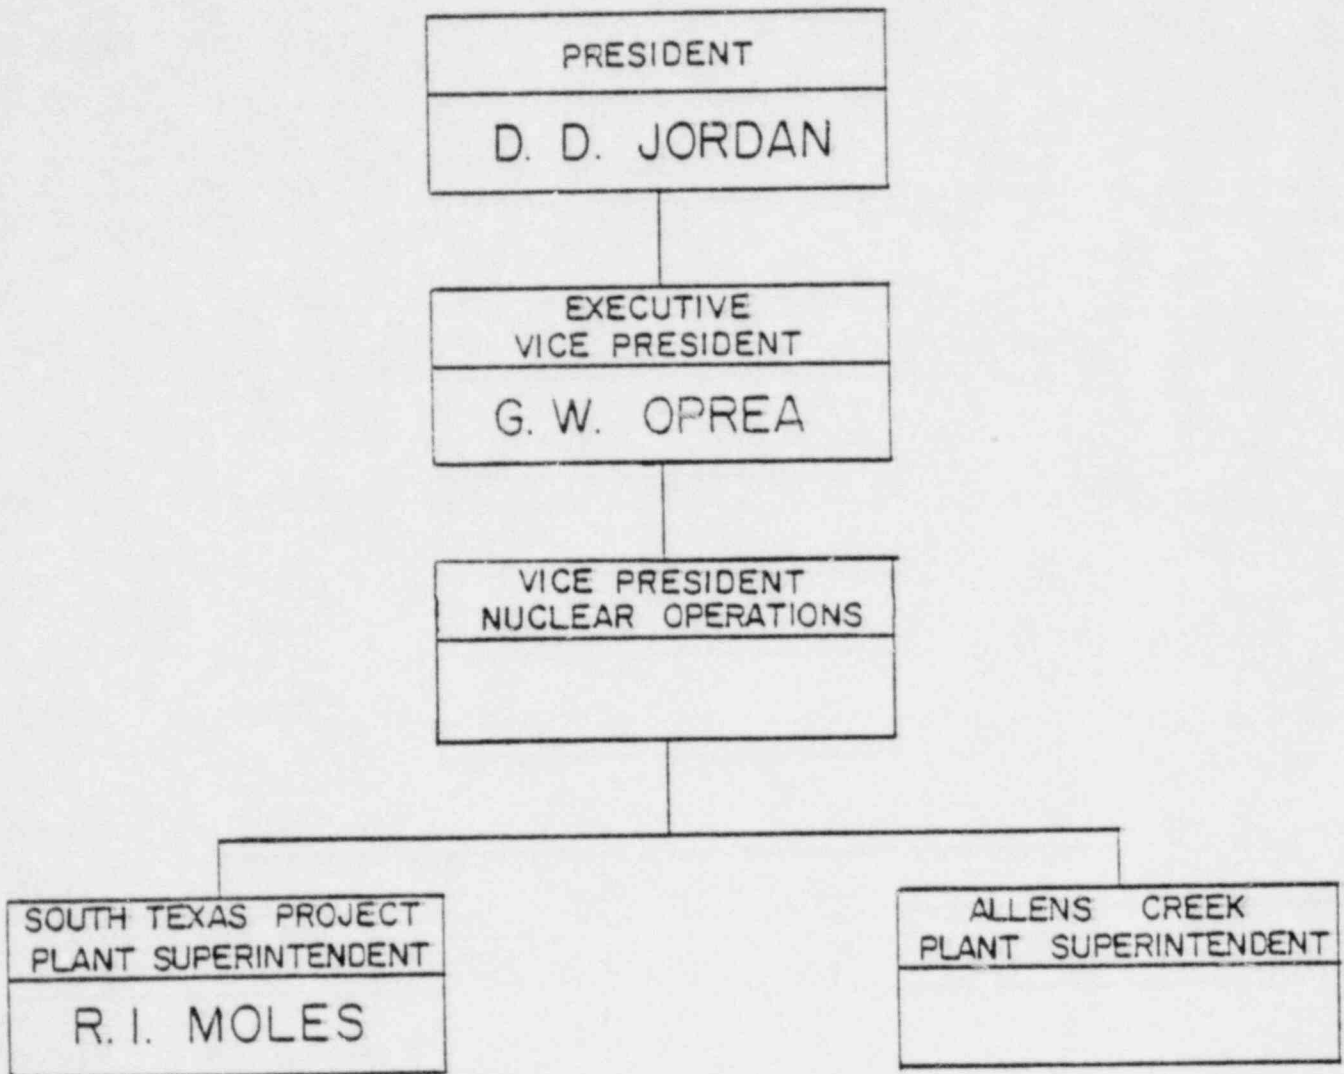 PRESIDENT
D. D. JORDAN
EXECUTIVE
VICE PRESIDENT
G. W. OPREA
VICE PRESIDENT
NUCLEAR OPERATIONS
SOUTH TEXAS PROJECT
PLANT SUPERINTENDENT
R. I. MOLES
ALLENS CREEK
PLANT SUPERINTENDENT